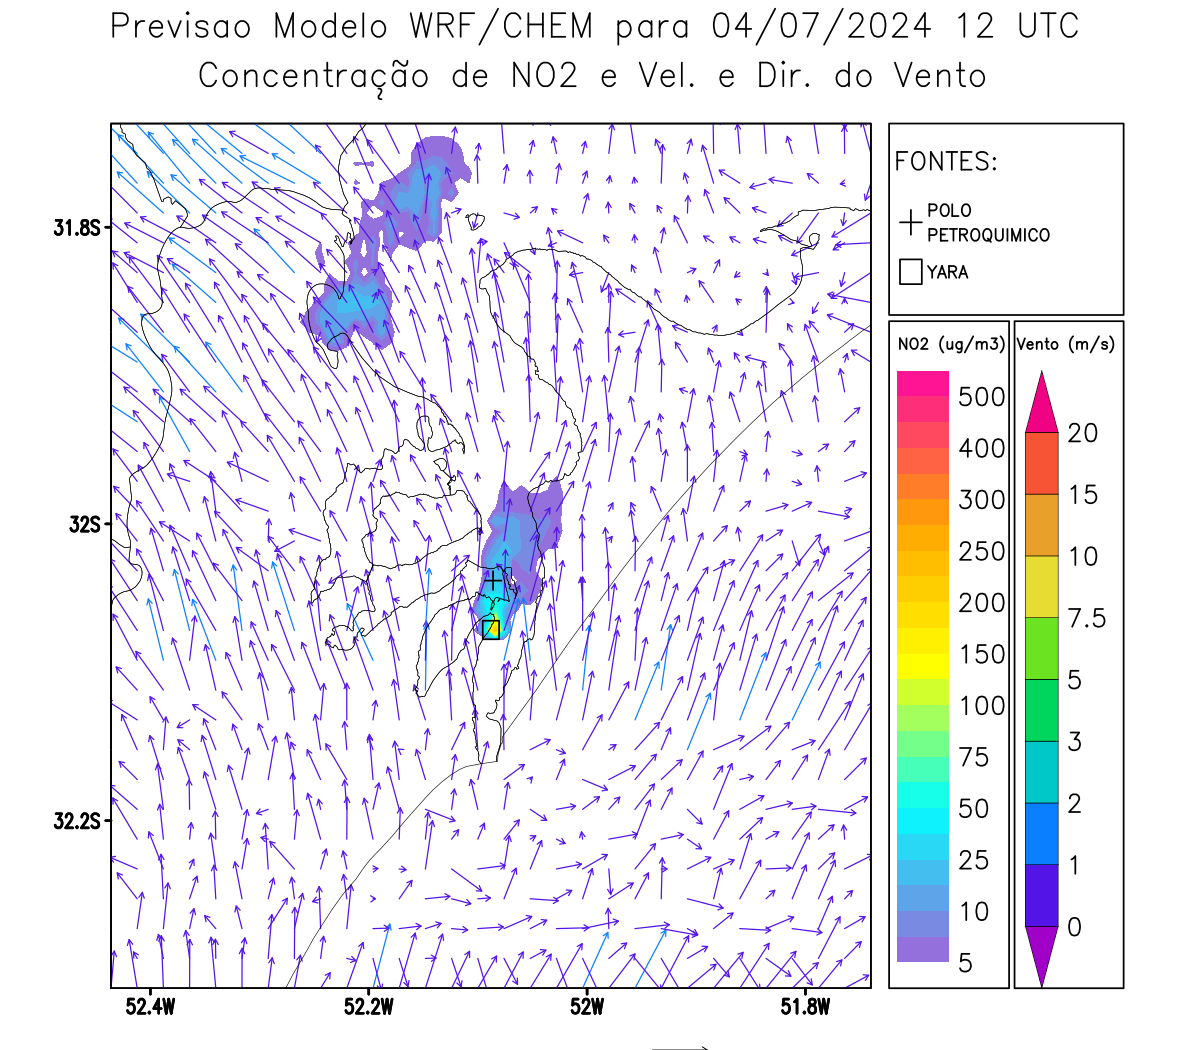 Previsao Modelo WRF/CHEM para 04/07/2024 12 UTC
Concentração de NO2 e Vel. e Dir. do Vento
FONTES:
POLO
PETROQUIMICO
YARA
NO2 (ug/m3)
500
400
300
250
200
150
100
75
50
25
10
5
Vento (m/s)
20
15
10
7.5
5
3
2
1
0
31.8S
32S
32.2S
52.4W
52.2W
52W
51.8W